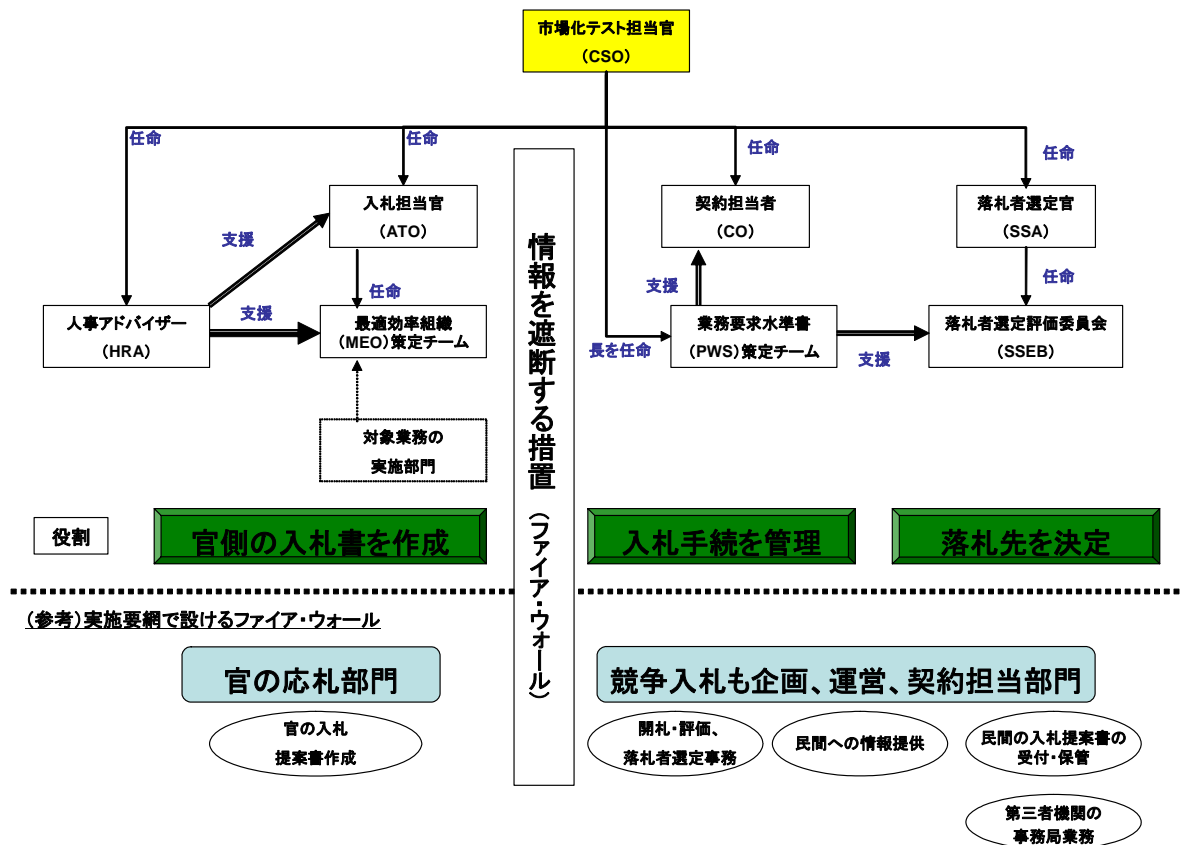 市場化テスト担当官
（CSO）
任命
任命
任命
任命
入札担当官
（ATO）
契約担当者
（CO）
落札者選定官
（SSA）
支援
任命
支援
任命
人事アドバイザー
（HRA）
支援
最適効率組織
（MEO）策定チーム
長を任命
業務要求水準書
（PWS）策定チーム
支援
落札者選定評価委員会
（SSEB）
対象業務の
実施部門
情報を遮断する措置（ファイア・ウォール）
役割
官側の入札書を作成
入札手続を管理
落札先を決定
（参考）実施要網で設けるファイア・ウォール
官の応札部門
競争入札も企画、運営、契約担当部門
官の入札
提案書作成
開札・評価、
落札者選定事務
民間への情報提供
民間の入札提案書の
受付・保管
第三者機関の
事務局業務